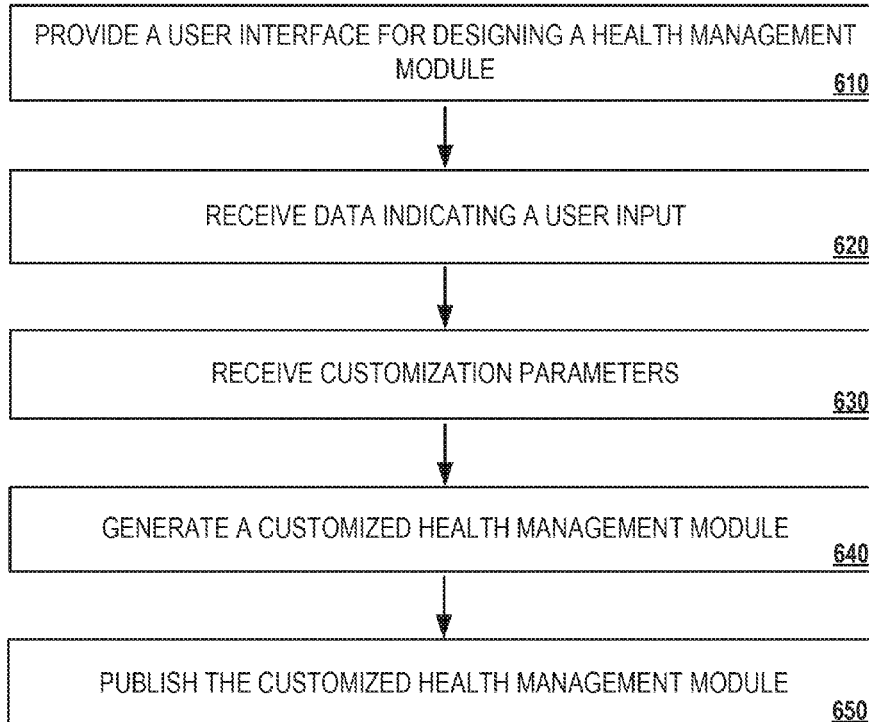 PROVIDE A USER INTERFACE FOR DESIGNING A HEALTH MANAGEMENT
MODULE
610
RECEIVE DATA INDICATING A USER INPUT
620
RECEIVE CUSTOMIZATION PARAMETERS
630
GENERATE A CUSTOMIZED HEALTH MANAGEMENT MODULE
640
PUBLISH THE CUSTOMIZED HEALTH MANAGEMENT MODULE
650